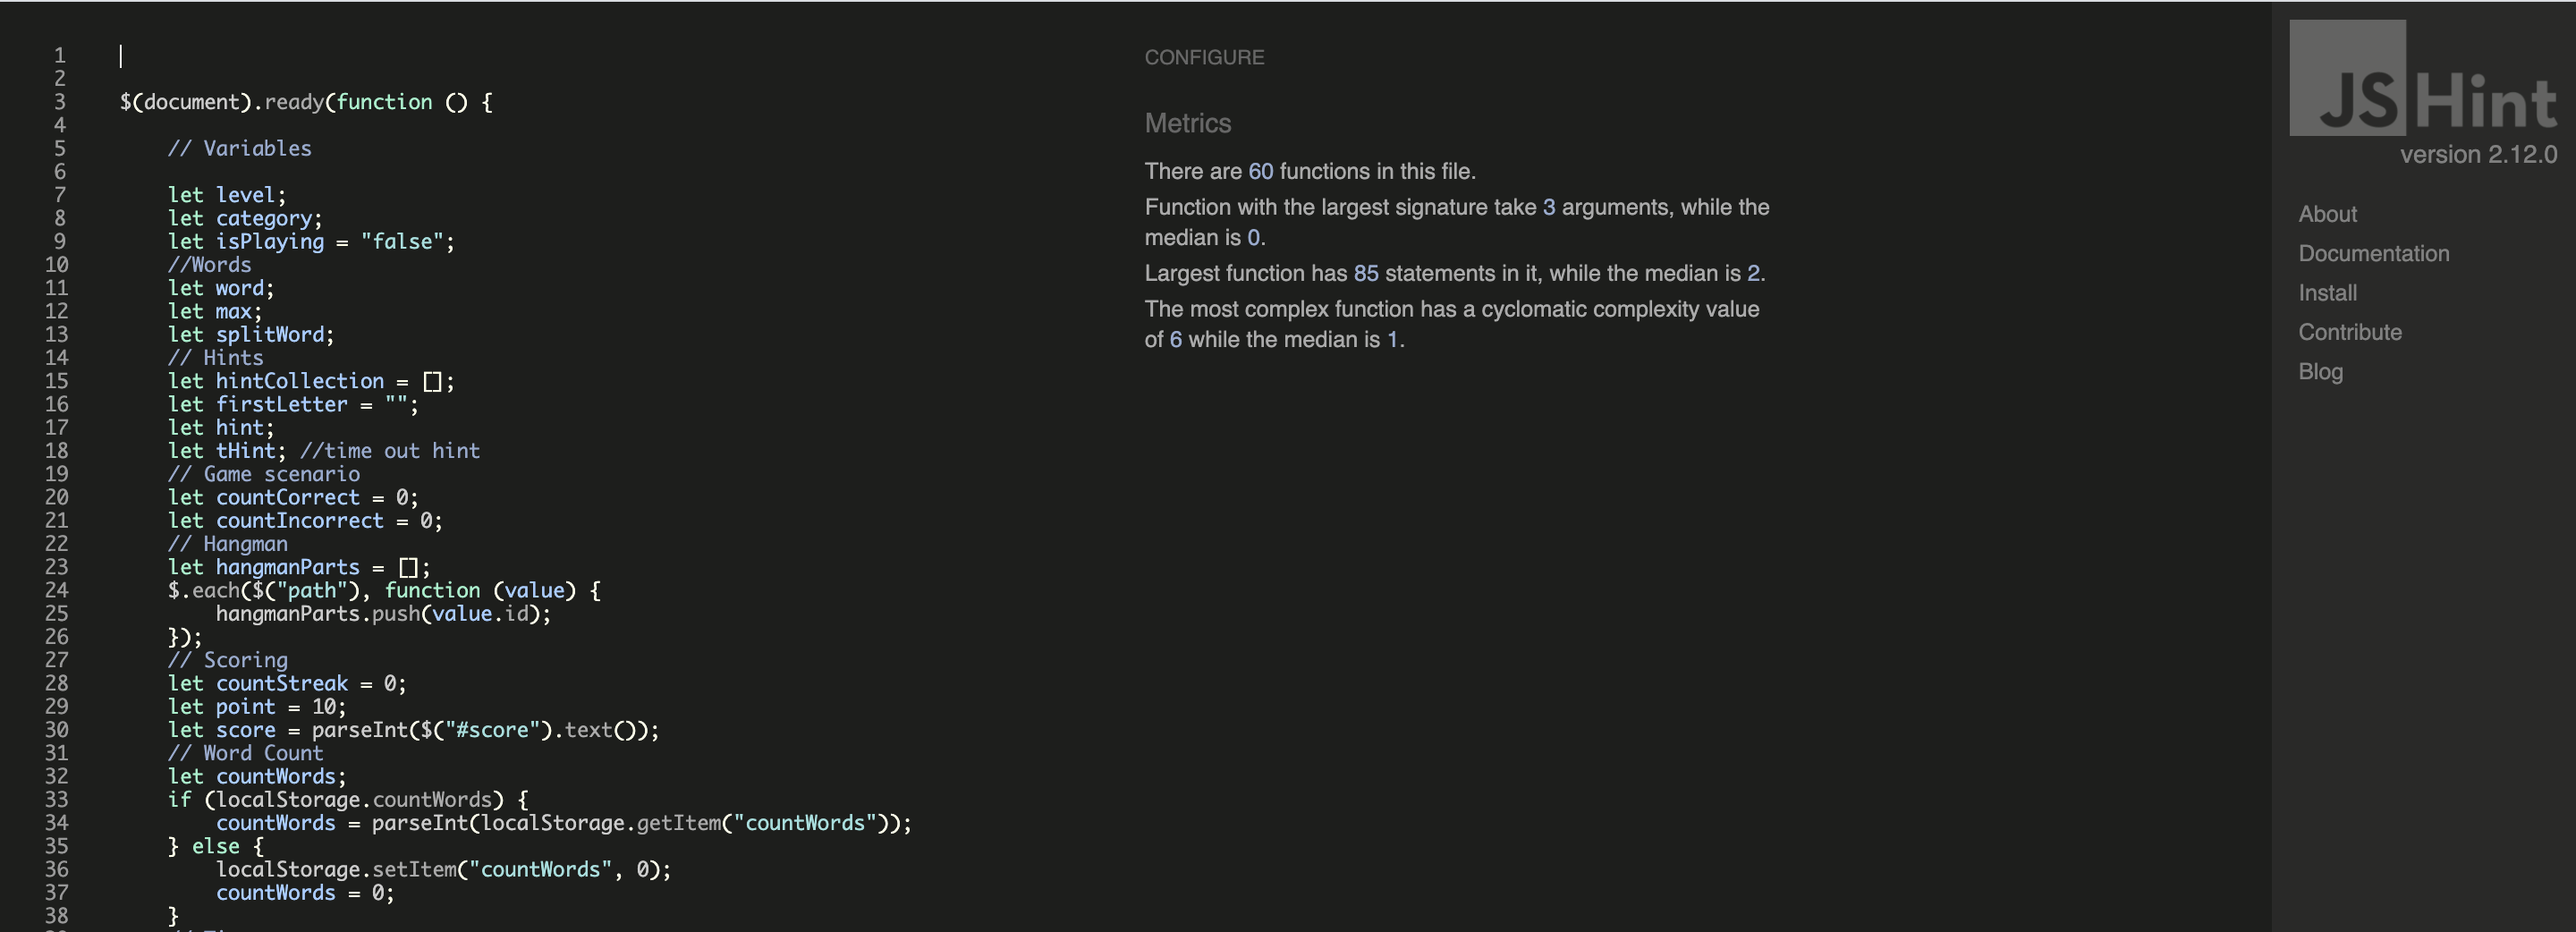 1
2
3 $(document).ready(function () {
4
5 // Variables
6
7 let level;
8 let category;
9 let isPlaying = "false";
10 //Words
11 let word;
12 let max;
13 let splitWord;
14 // Hints
15 let hintCollection = [];
16 let firstLetter = "";
17 let hint;
18 let tHint; //time out hint
19 // Game scenario
20 let countCorrect = 0;
21 let countIncorrect = 0;
22 // Hangman
23 let hangmanParts = [];
24 $.each($("path"), function (value) {
25 hangmanParts.push(value.id);
26 });
27 // Scoring
28 let countStreak = 0;
29 let point = 10;
30 let score = parseInt($("#score").text());
31 // Word Count
32 let countWords;
33 if (localStorage.countWords) {
34 countWords = parseInt(localStorage.getItem("countWords"));
35 } else {
36 localStorage.setItem("countWords", 0);
37 countWords = 0;
38 }
CONFIGURE
Metrics
There are 60 functions in this file.
Function with the largest signature take 3 arguments, while the
median is 0.
Largest function has 85 statements in it, while the median is 2.
The most complex function has a cyclomatic complexity value
of 6 while the median is 1.
JSHint
version 2.12.0
About
Documentation
Install
Contribute
Blog